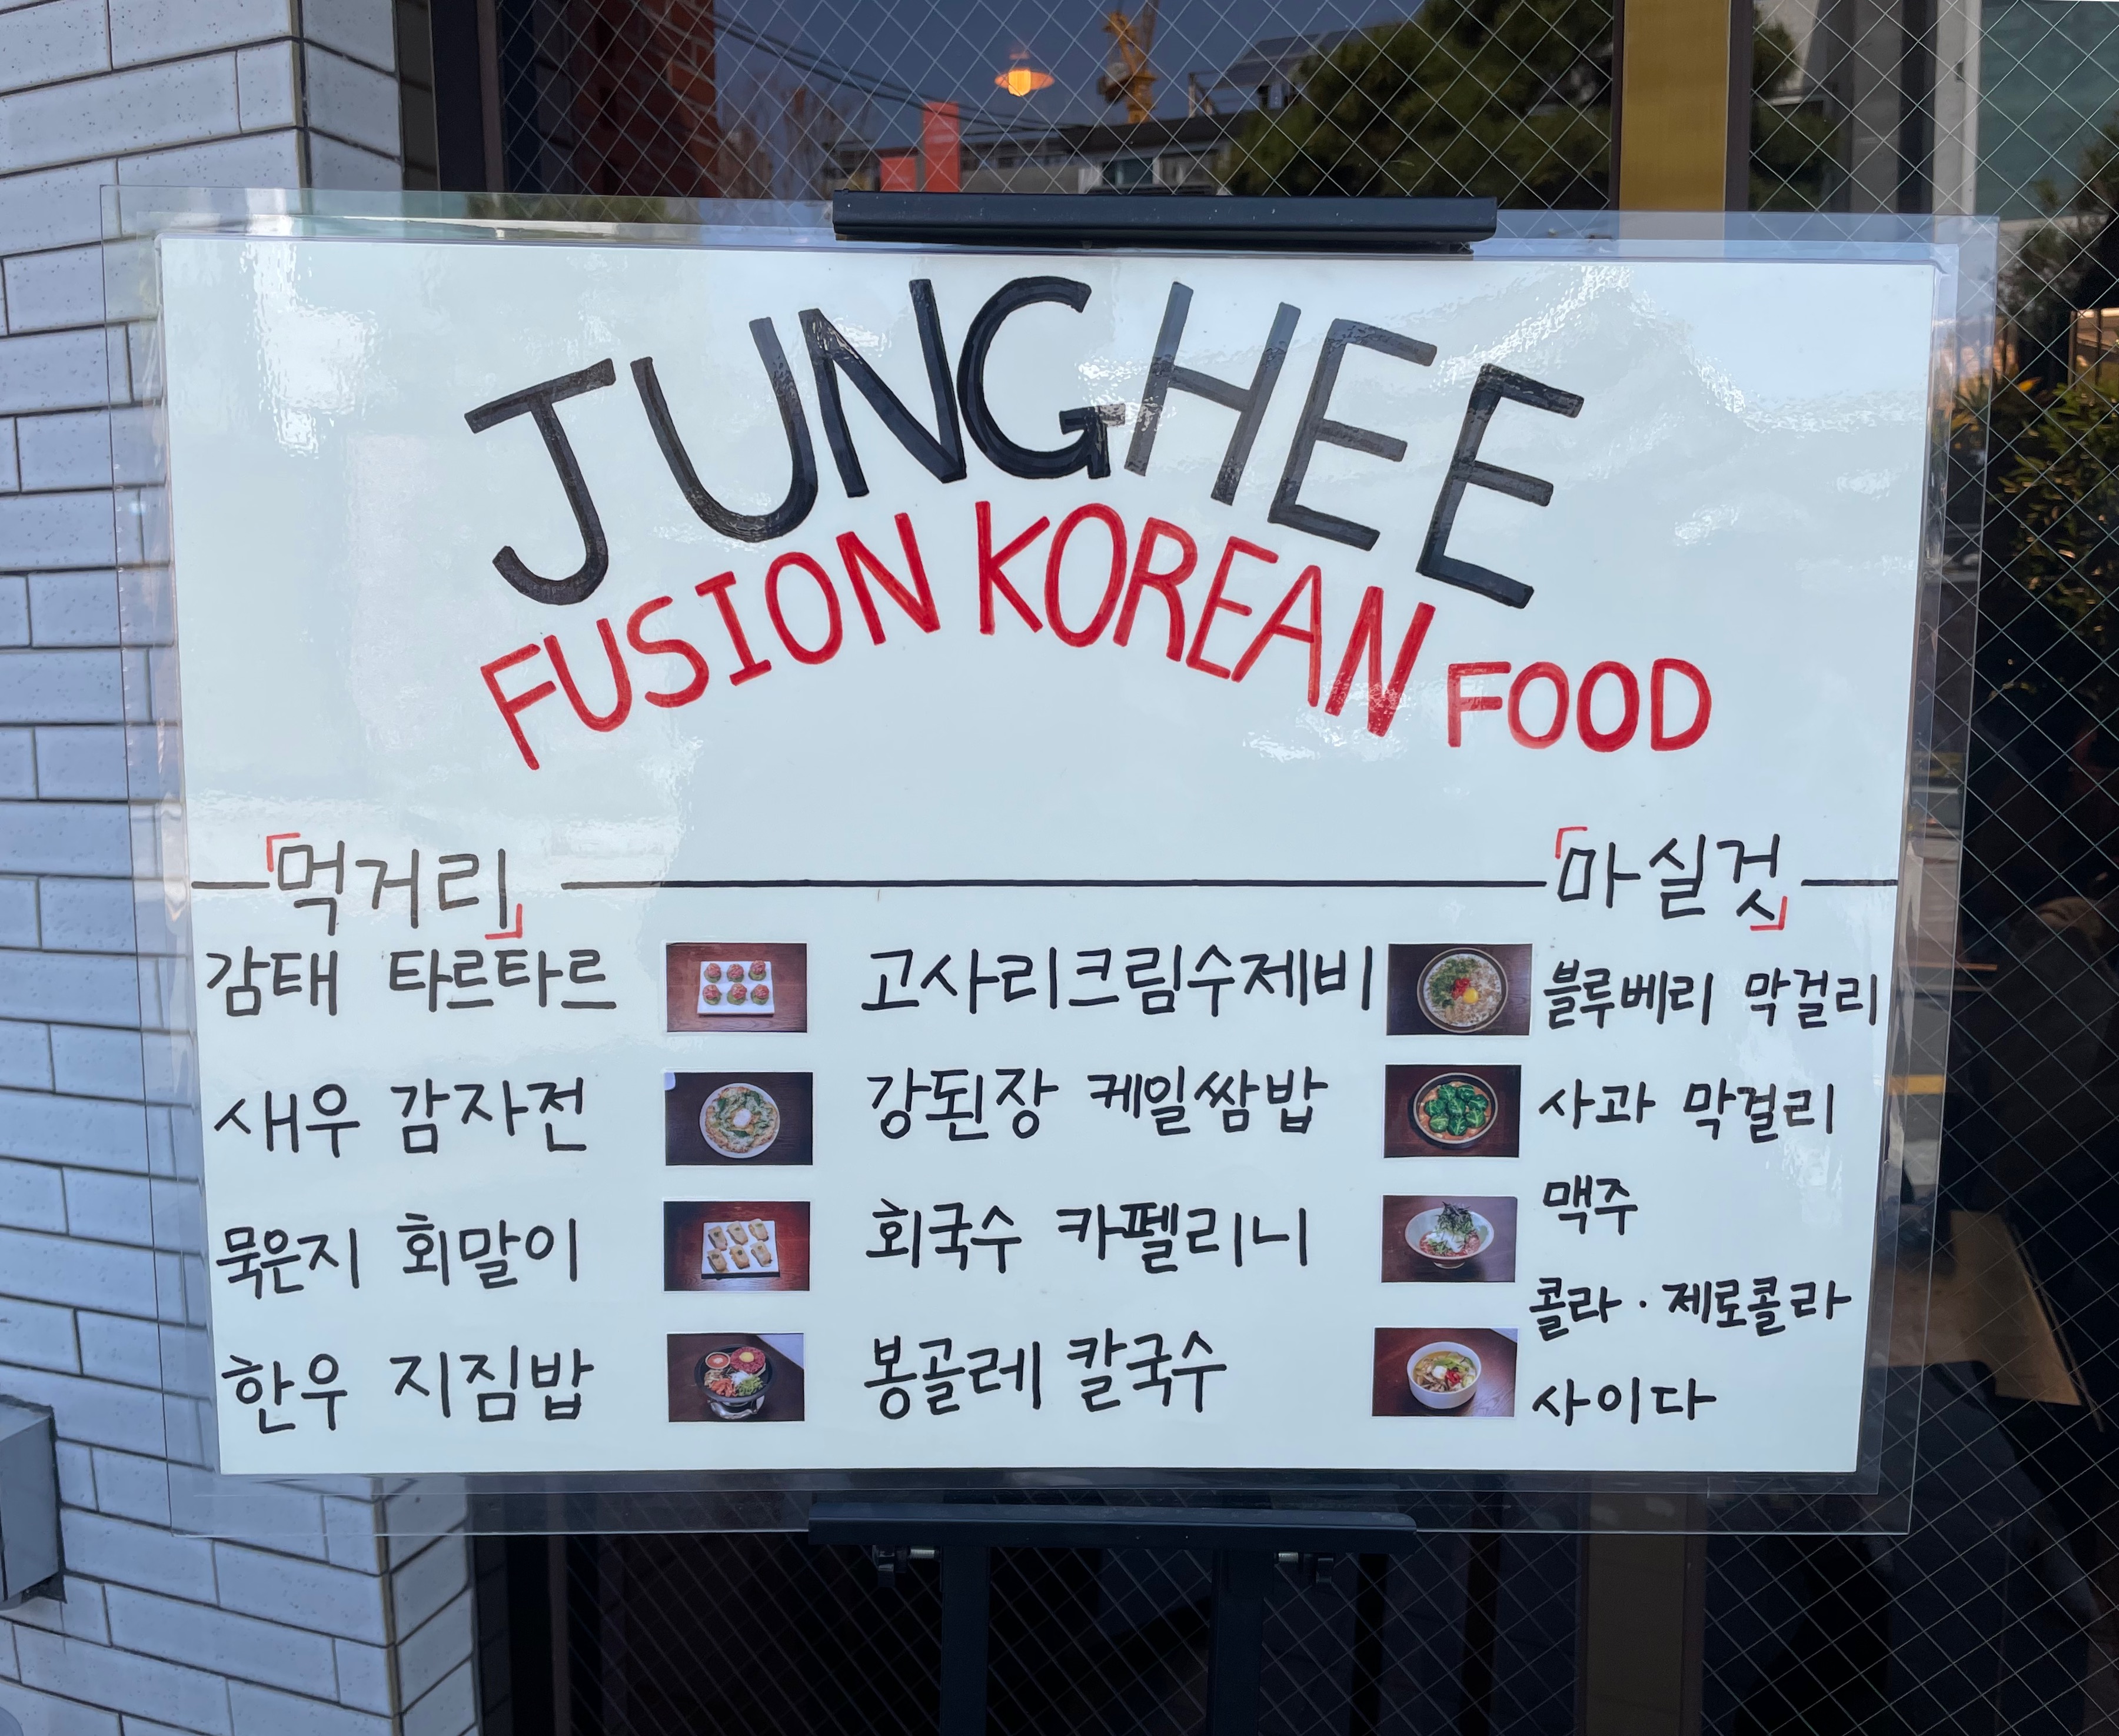 JUNGHEE
FUSION KOREAN FOOD
「먹거리」
감태 타르타르
새우 감자전
묵은지 회말이
한우 지짐밥
고사리크림수제비
강된장 케일쌈밥
회국수 카펠리니
봉골레 칼국수
「마실것」
블루베리 막걸리
사과 막걸리
맥주
콜라·제로콜라
사이다